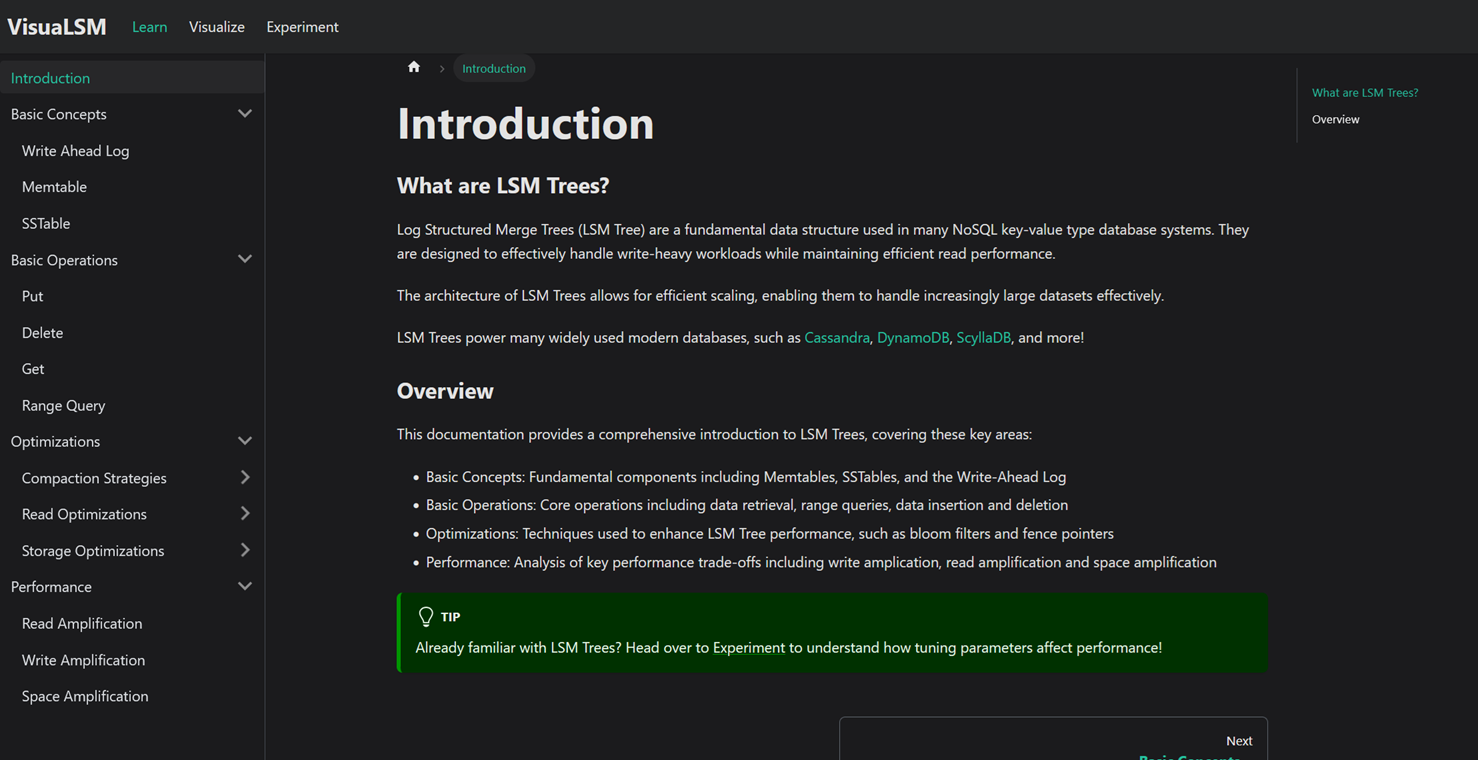 VisuaLSM Learn Visualize Experiment
Introduction
Basic Concepts
Write Ahead Log
Memtable
SSTable
Basic Operations
Put
Delete
Get
Range Query
Optimizations
Compaction Strategies
Read Optimizations
Storage Optimizations
Performance
Read Amplification
Write Amplification
Space Amplification
Introduction
Introduction
What are LSM Trees?
Log Structured Merge Trees (LSM Tree) are a fundamental data structure used in many NoSQL key-value type database systems. They
are designed to effectively handle write-heavy workloads while maintaining efficient read performance.
The architecture of LSM Trees allows for efficient scaling, enabling them to handle increasingly large datasets effectively.
LSM Trees power many widely used modern databases, such as Cassandra, DynamoDB, ScyllaDB, and more!
Overview
This documentation provides a comprehensive introduction to LSM Trees, covering these key areas:
• Basic Concepts: Fundamental components including Memtables, SSTables, and the Write-Ahead Log
• Basic Operations: Core operations including data retrieval, range queries, data insertion and deletion
• Optimizations: Techniques used to enhance LSM Tree performance, such as bloom filters and fence pointers
• Performance: Analysis of key performance trade-offs including write amplication, read amplification and space amplification
TIP
Already familiar with LSM Trees? Head over to Experiment to understand how tuning parameters affect performance!
Next
Basic Concepts
What are LSM Trees?
Overview